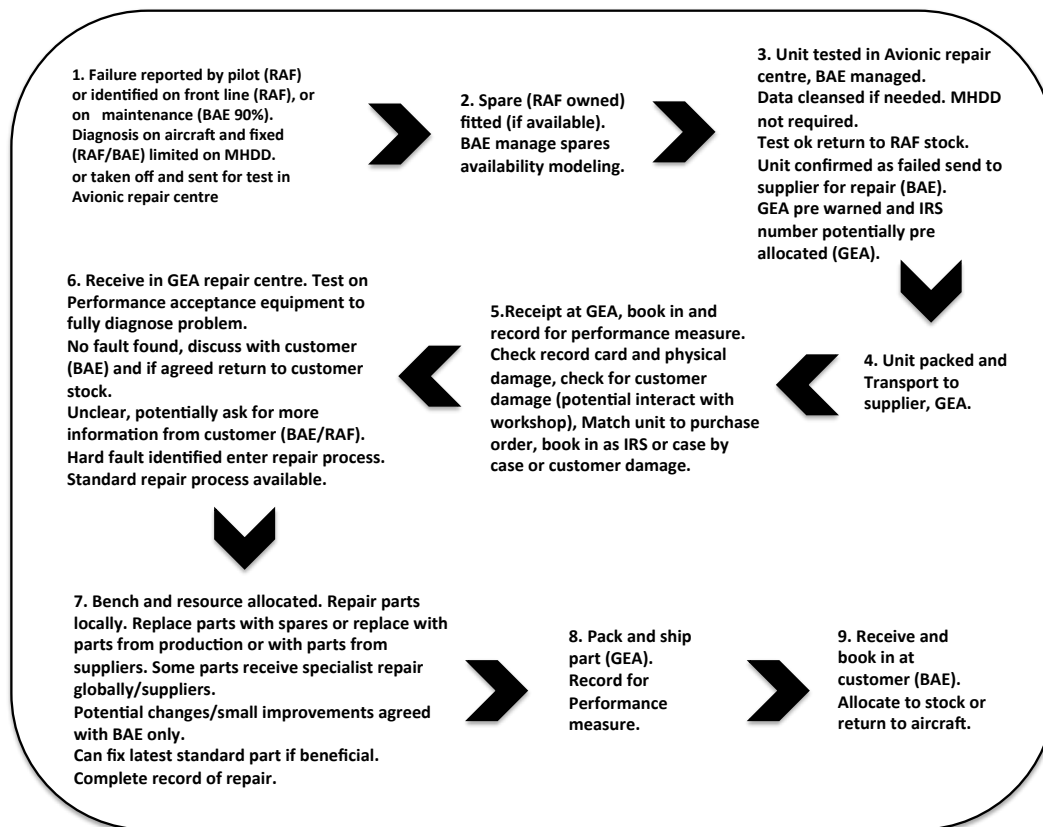 1. Failure reported by pilot (RAF)
or identified on front line (RAF), or
on maintenance (BAE 90%).
Diagnosis on aircraft and fixed
(RAF/BAE) limited on MHDD.
or taken off and sent for test in
Avionic repair centre
2. Spare (RAF owned)
fitted (if available).
BAE manage spares
availability modeling.
3. Unit tested in Avionic repair
centre, BAE managed.
Data cleansed if needed. MHDD
not required.
Test ok return to RAF stock.
Unit confirmed as failed send to
supplier for repair (BAE).
GEA pre warned and IRS
number potentially pre
allocated (GEA).
4. Unit packed and
Transport to
supplier, GEA.
5.Receipt at GEA, book in and
record for performance measure.
Check record card and physical
damage, check for customer
damage (potential interact with
workshop), Match unit to purchase
order, book in as IRS or case by
case or customer damage.
6. Receive in GEA repair centre. Test on
Performance acceptance equipment to
fully diagnose problem.
No fault found, discuss with customer
(BAE) and if agreed return to customer
stock.
Unclear, potentially ask for more
information from customer (BAE/RAF).
Hard fault identified enter repair process.
Standard repair process available.
7. Bench and resource allocated. Repair parts
locally. Replace parts with spares or replace with
parts from production or with parts from
suppliers. Some parts receive specialist repair
globally/suppliers.
Potential changes/small improvements agreed
with BAE only.
Can fix latest standard part if beneficial.
Complete record of repair.
8. Pack and ship
part (GEA).
Record for
Performance
measure.
9. Receive and
book in at
customer (BAE).
Allocate to stock or
return to aircraft.